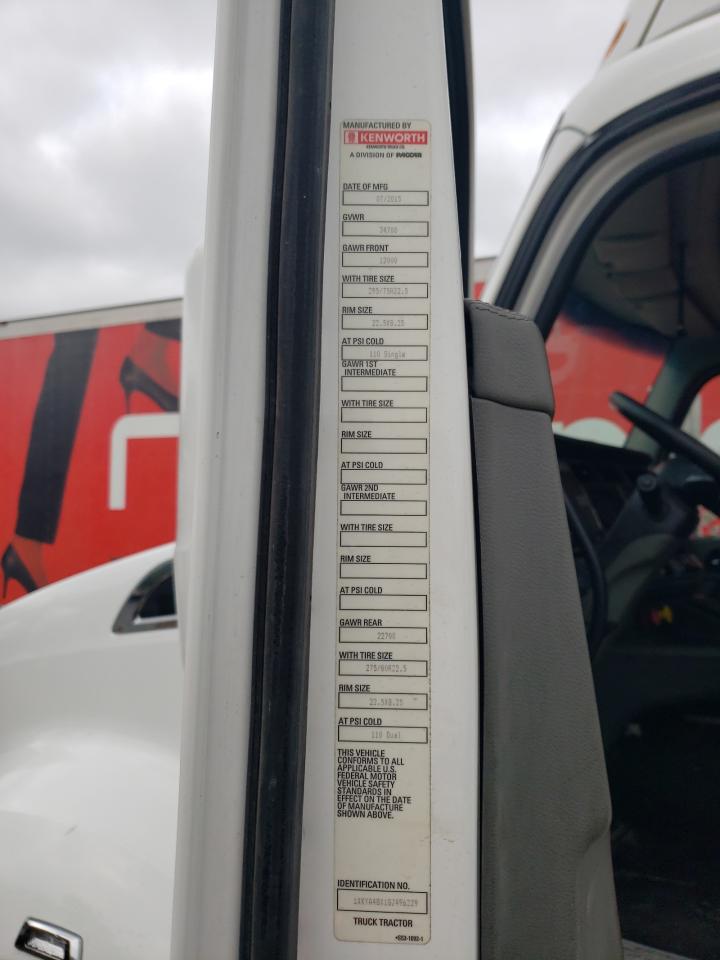 MANUFACTURED BY
KENWORTH
KENWORTH TRUCK CO.
A DIVISION OF PACCAR
DATE OF MFG
07/2015
GVWR
34700
GAWR FRONT
12000
WITH TIRE SIZE
295/75R22.5
RIM SIZE
22.5X8.25
AT PSI COLD
110 Single
GAWR 1ST
INTERMEDIATE
WITH TIRE SIZE
RIM SIZE
AT PSI COLD
GAWR 2ND
INTERMEDIATE
WITH TIRE SIZE
RIM SIZE
AT PSI COLD
GAWR REAR
22700
WITH TIRE SIZE
275/80R22.5
RIM SIZE
22.5X8.25
AT PSI COLD
110 Dual
THIS VEHICLE
CONFORMS TO ALL
APPLICABLE U.S.
FEDERAL MOTOR
VEHICLE SAFETY
STANDARDS IN
EFFECT ON THE DATE
OF MANUFACTURE
SHOWN ABOVE.
IDENTIFICATION NO.
TRUCK TRACTOR